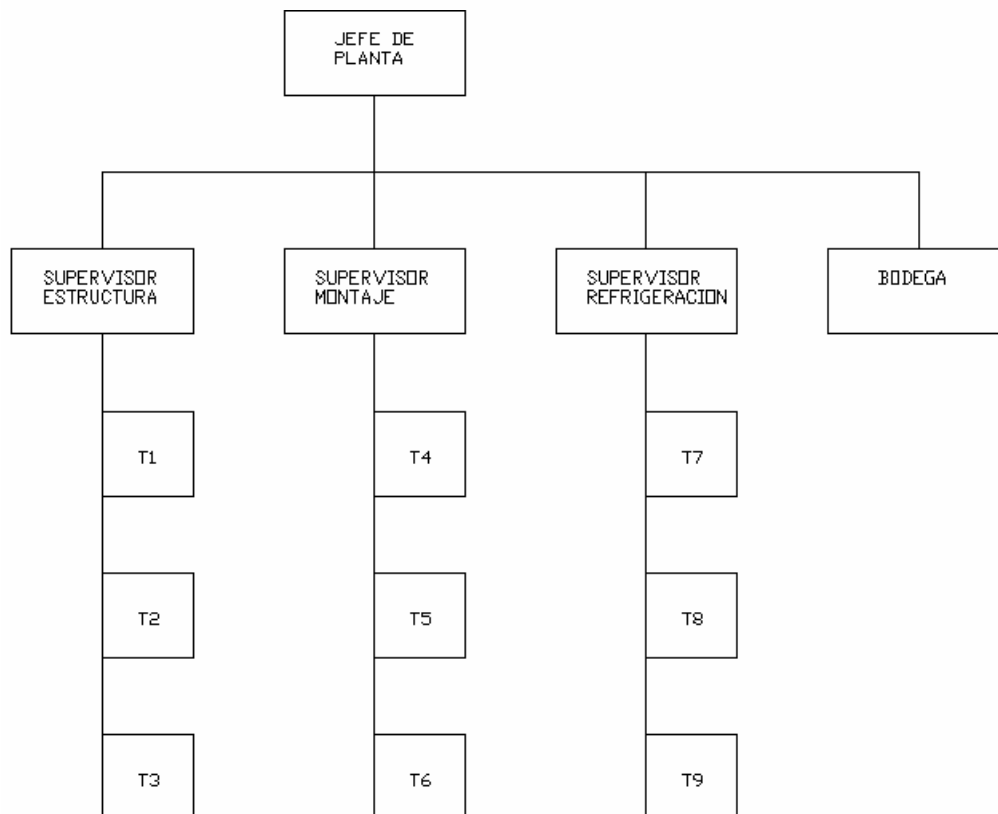 JEFE DE
PLANTA
SUPERVISOR
ESTRUCTURA
SUPERVISOR
MONTAJE
SUPERVISOR
REFRIGERACION
BODEGA
T1
T4
T7
T2
T5
T8
T3
T6
T9